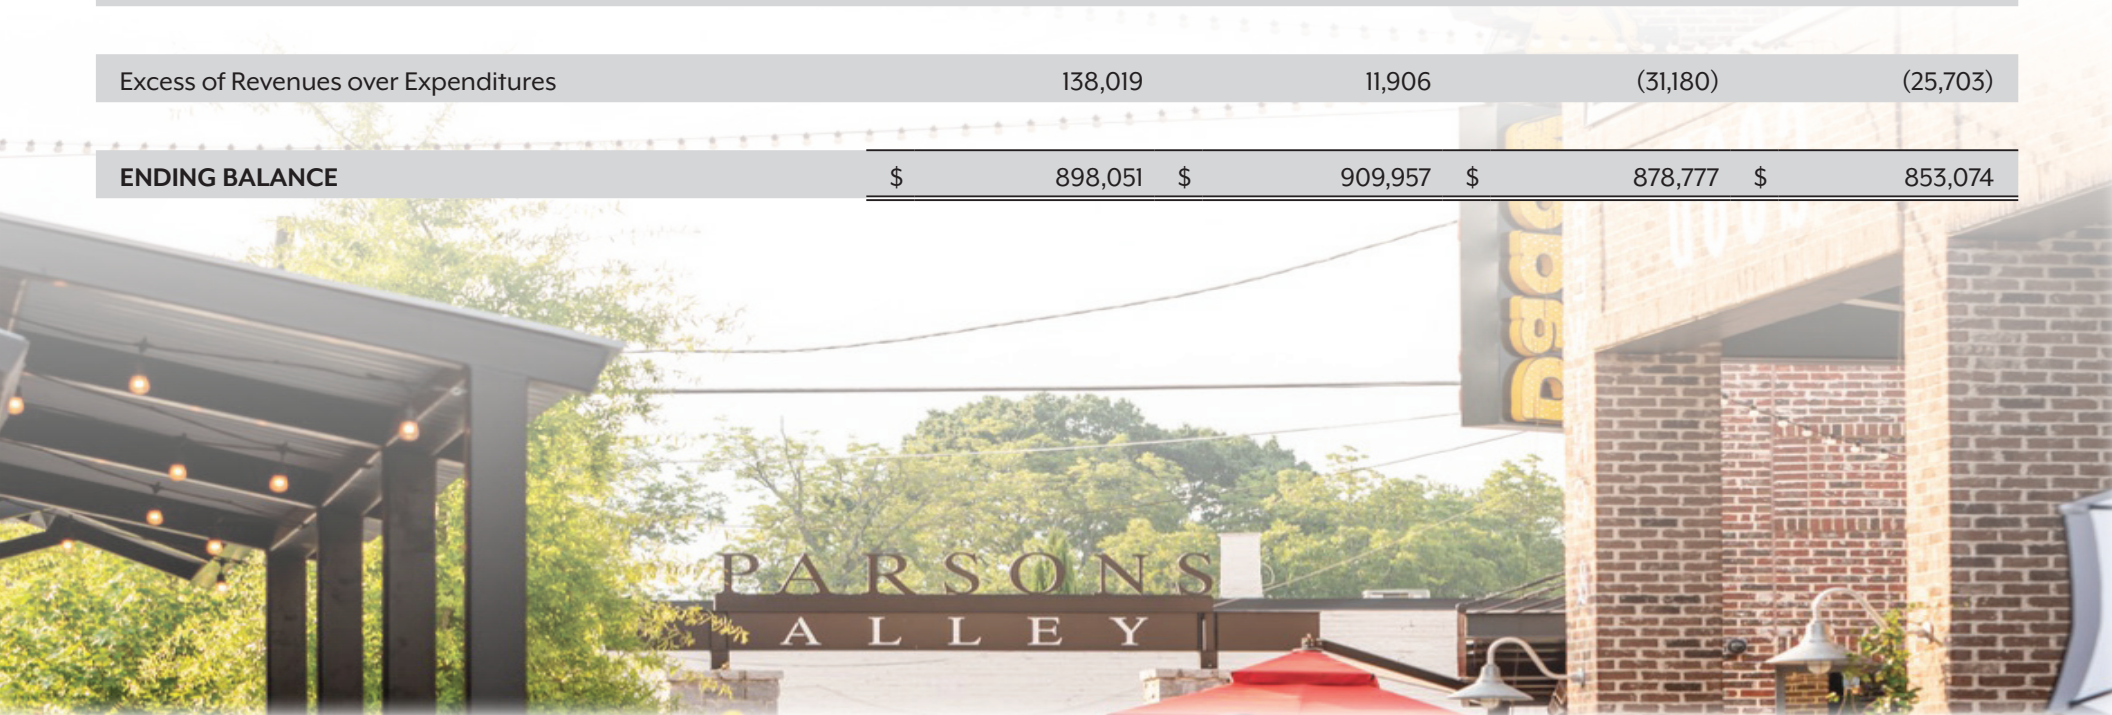 Excess of Revenues over Expenditures 138,019 11,906 (31,180) (25,703)
ENDING BALANCE $ 898,051 $ 909,957 $ 878,777 $ 853,074
PARSONS
ALLEY